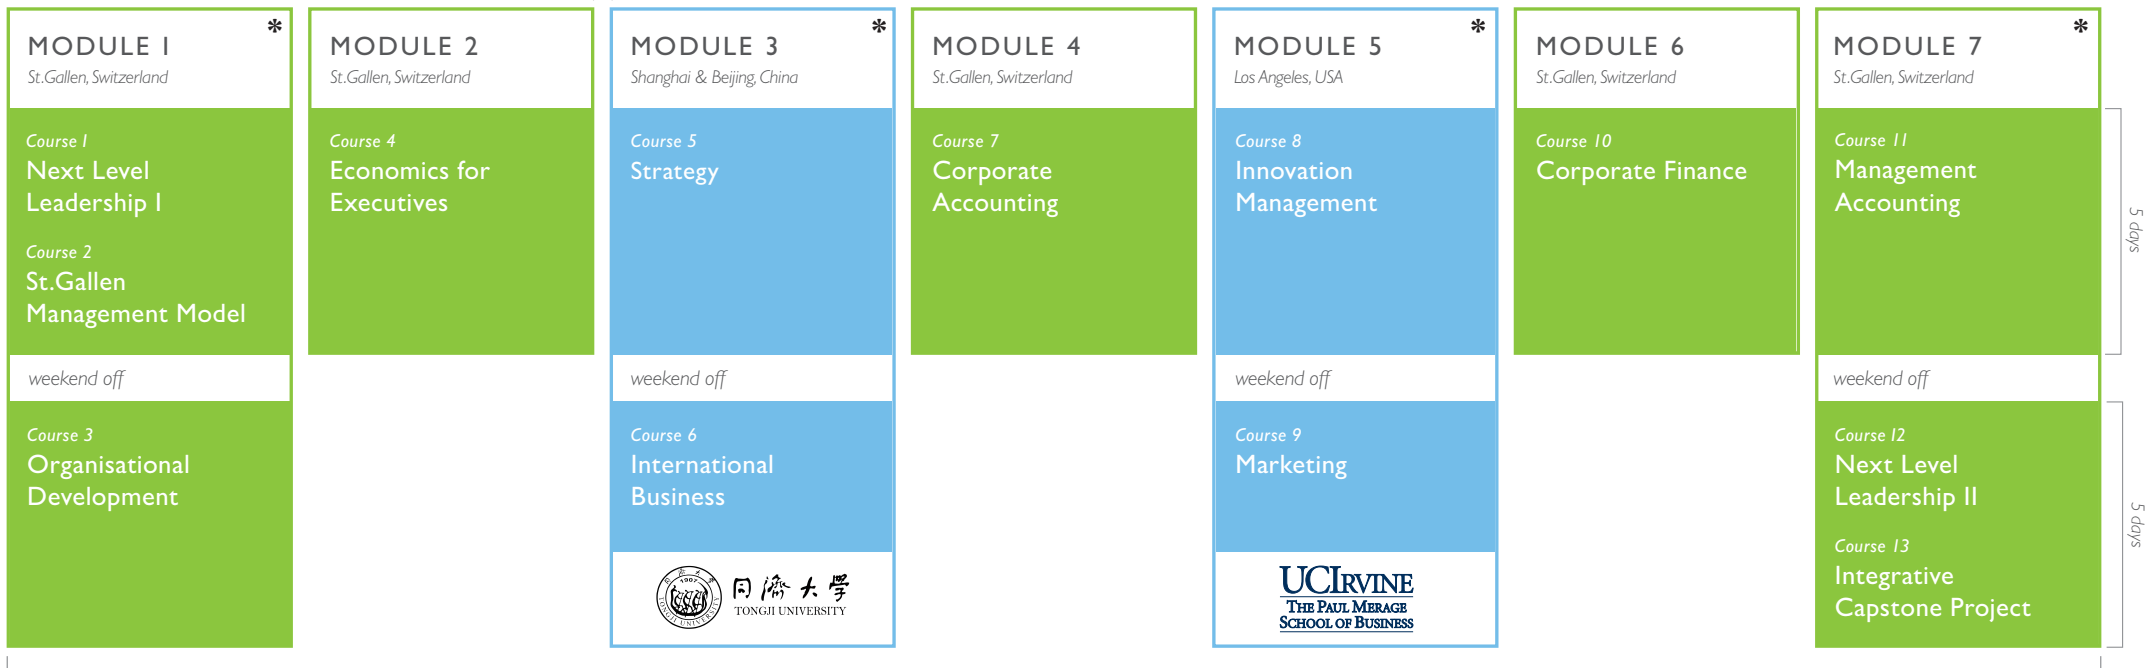 MODULE 1
*
St.Gallen, Switzerland
Course 1
Next Level
Leadership I
Course 2
St.Gallen
Management Model
weekend off
Course 3
Organisational
Development
MODULE 2
St.Gallen, Switzerland
Course 4
Economics for
Executives
MODULE 3
*
Shanghai & Beijing, China
Course 5
Strategy
weekend off
Course 6
International
Business
同濟大學
1907
TONGJI UNIVERSITY
TONGJI UNIVERSITY
MODULE 4
St.Gallen, Switzerland
Course 7
Corporate
Accounting
MODULE 5
*
Los Angeles, USA
Course 8
Innovation
Management
weekend off
Course 9
Marketing
UCIRVINE
THE PAUL MERAGE
SCHOOL OF BUSINESS
MODULE 6
St.Gallen, Switzerland
Course 10
Corporate Finance
MODULE 7
*
St.Gallen, Switzerland
Course 11
Management
Accounting
weekend off
Course 12
Next Level
Leadership II
Course 13
Integrative
Capstone Project
5 days
5 days